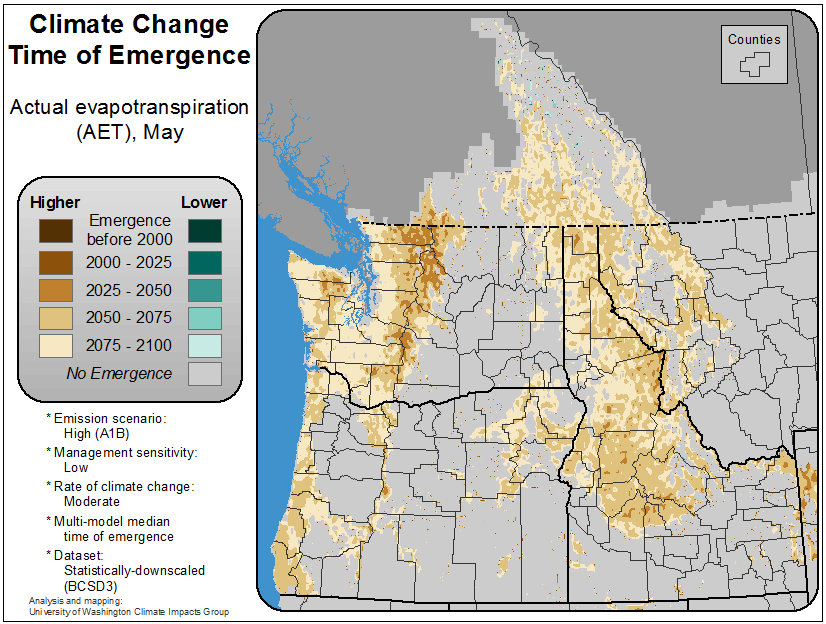 Climate Change
Time of Emergence
Actual evapotranspiration
(AET), May
Higher
Lower
Emergence
before 2000
2000 - 2025
2025 - 2050
2050 - 2075
2075 - 2100
No Emergence
* Emission scenario:
High (A1B)
* Management sensitivity:
Low
* Rate of climate change:
Moderate
* Multi-model median
time of emergence
* Dataset:
Statistically-downscaled
(BCSD3)
Analysis and mapping:
University of Washington Climate Impacts Group
Counties